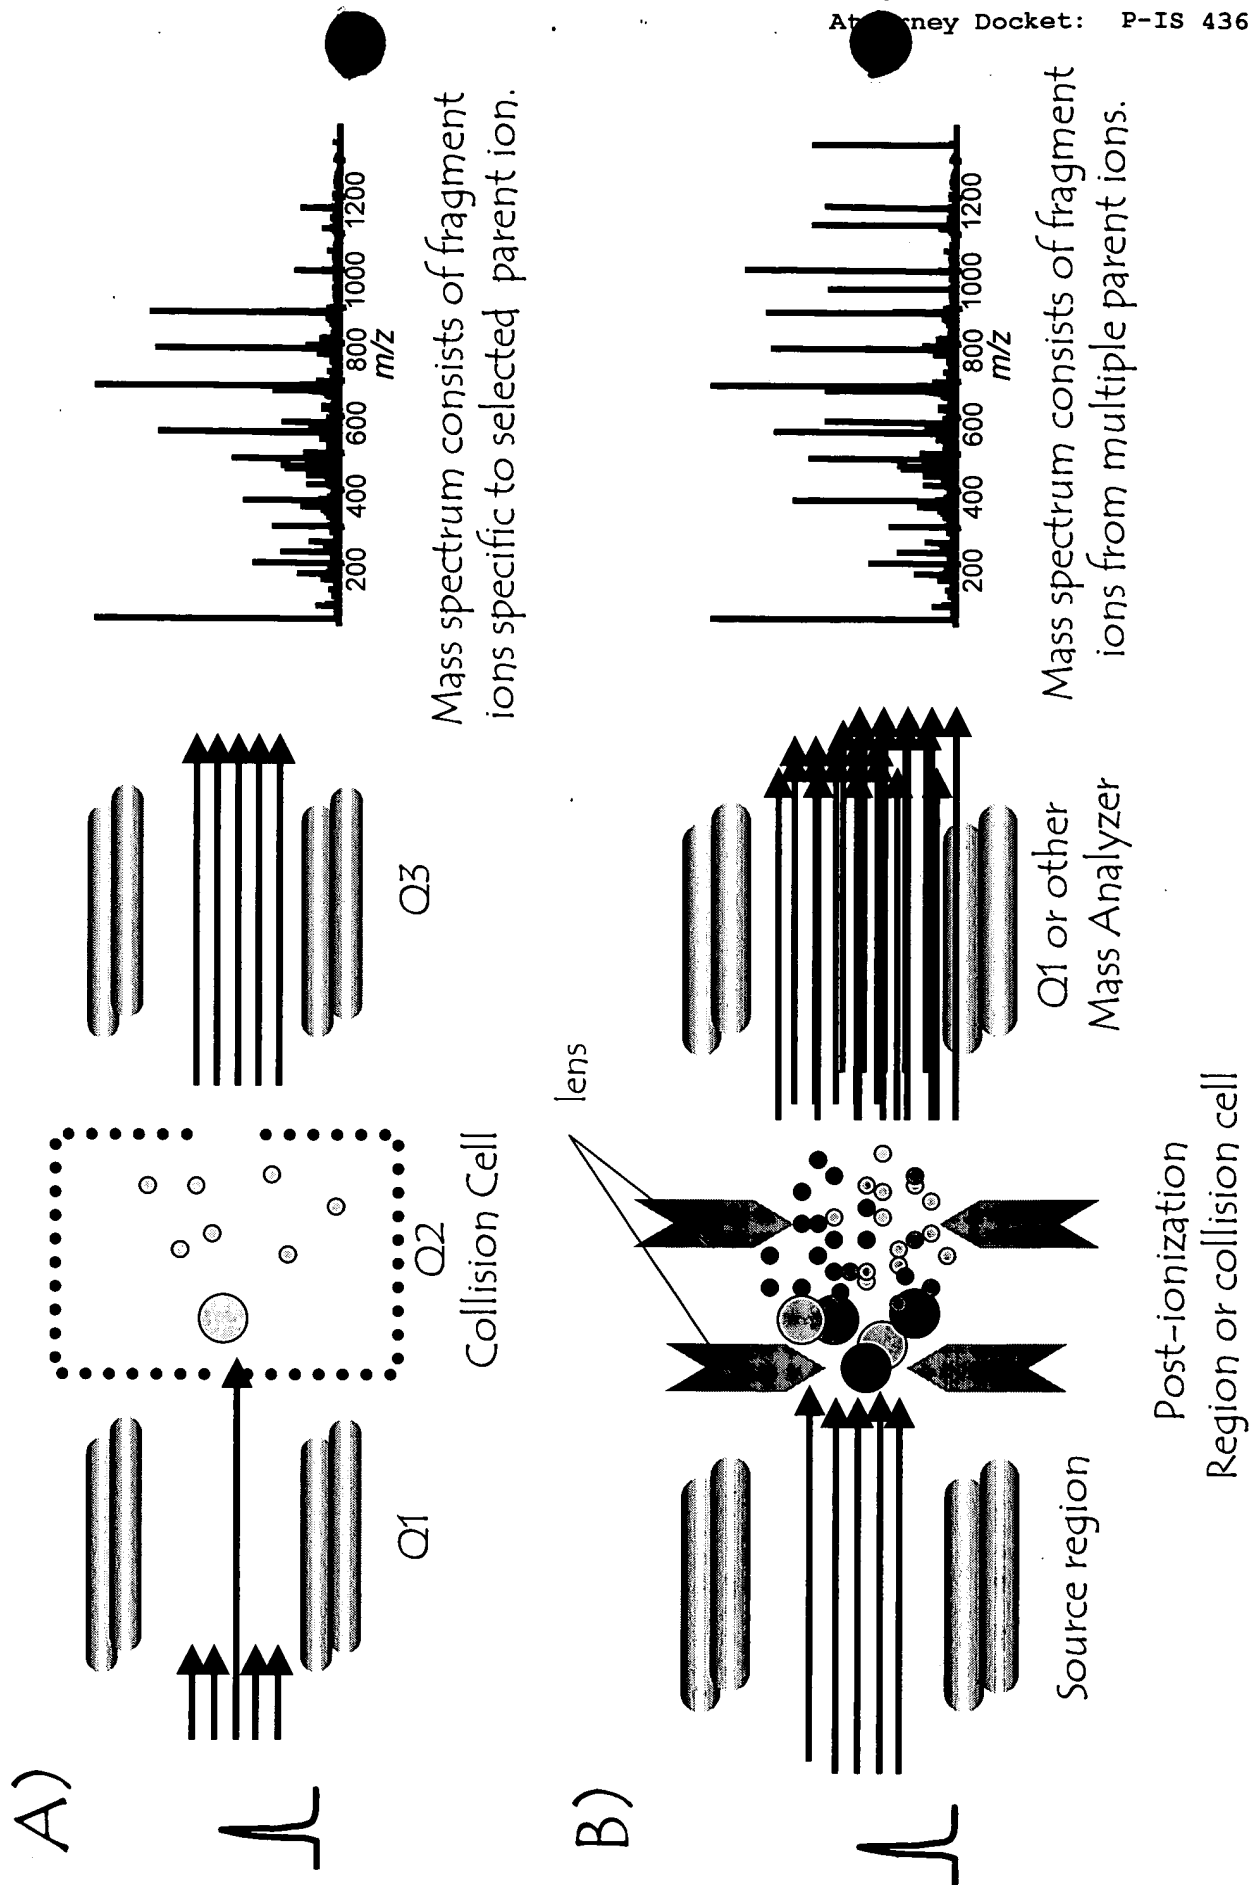 Attorney Docket: P-IS 436
A)
Q1
Q2
Collision Cell
Q3
200 400 600 800 1000 1200
m/z
Mass spectrum consists of fragment
ions specific to selected parent ion.
B)
lens
Source region
Post-ionization
Region or collision cell
Q1 or other
Mass Analyzer
200 400 600 800 1000 1200
m/z
Mass spectrum consists of fragment
ions from multiple parent ions.